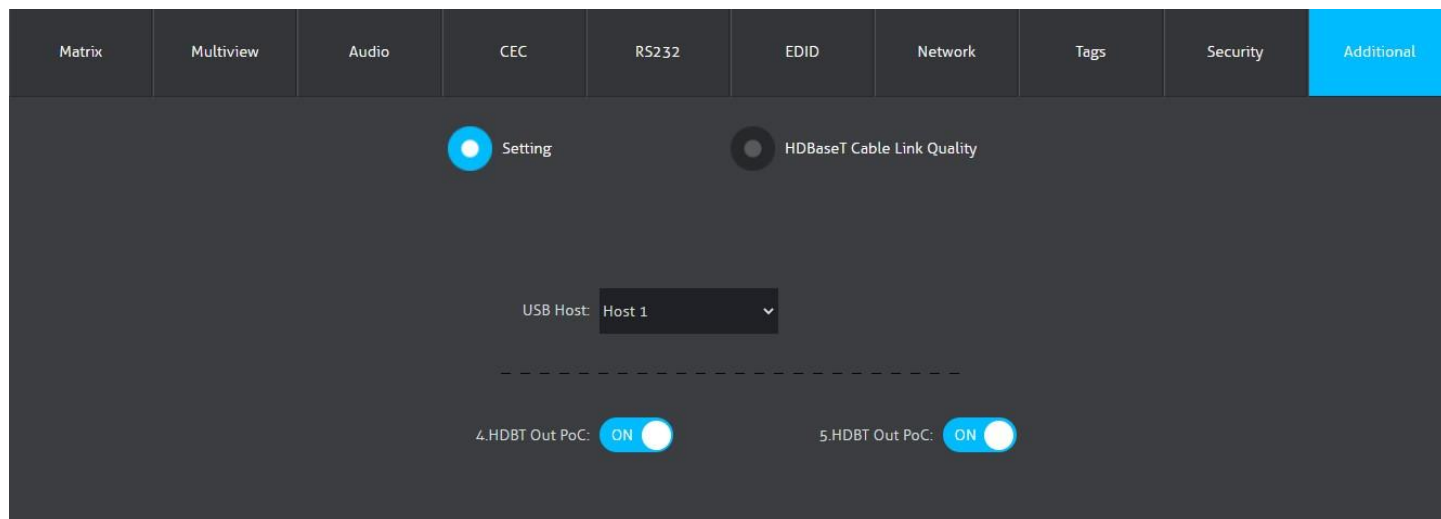 Matrix Multiview Audio CEC RS232 EDID Network Tags Security Additional
Setting HDBaseT Cable Link Quality
USB Host: Host 1
4.HDBT Out PoC: ON 5.HDBT Out PoC: ON